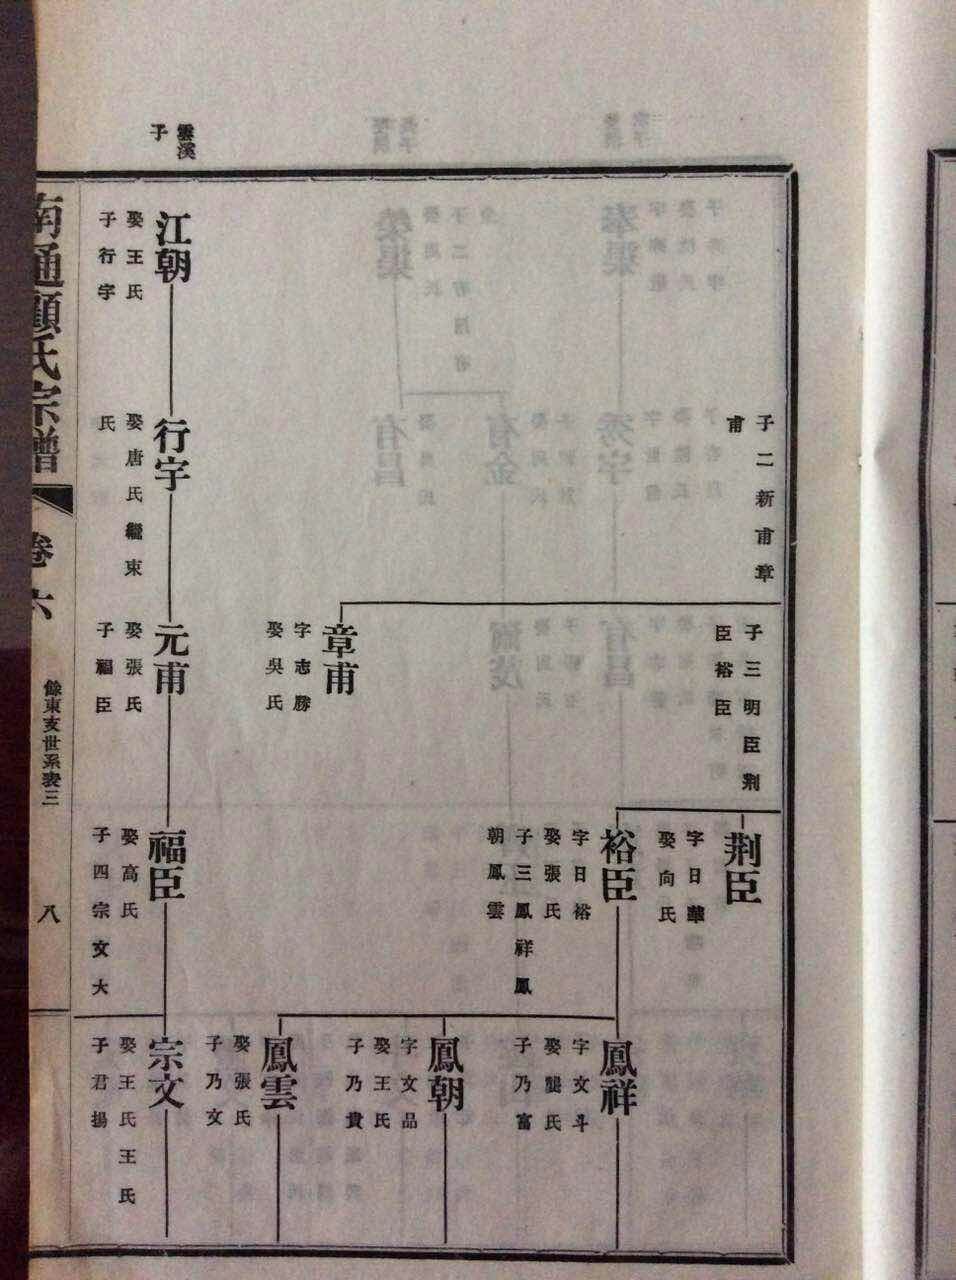 雲溪
子
子二新甫章
甫
子三明臣荆
臣裕臣
荆臣
字日華
娶向氏
裕臣
字日裕
娶張氏
子三鳳祥鳳
朝鳳雲
鳳祥
字文斗
娶龔氏
子乃富
鳳朝
字文品
娶王氏
子乃貴
鳳雲
娶張氏
子乃文
章甫
字志勝
娶吳氏
江朝
娶王氏
子行宇
行宇
娶唐氏繼東
氏
元甫
娶張氏
子福臣
福臣
娶高氏
子四宗文大
宗文
娶王氏王氏
子君揚
南通顧氏宗譜
卷六
餘東支世系表三
八